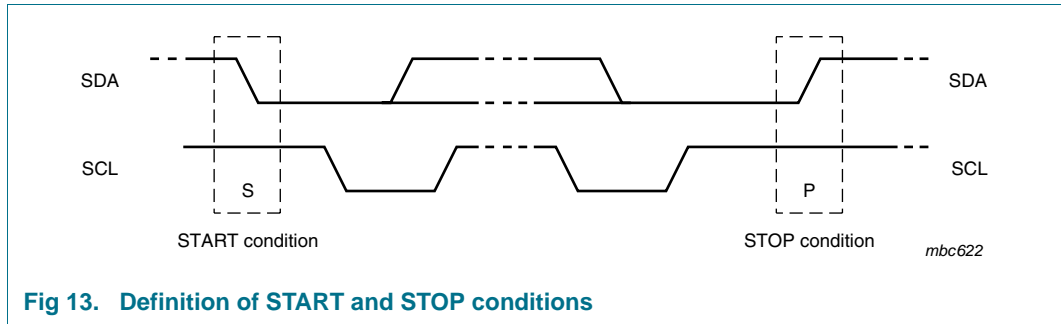 SDA SDA
SCL SCL
S P
START condition STOP condition
mbc622
Fig 13. Definition of START and STOP conditions